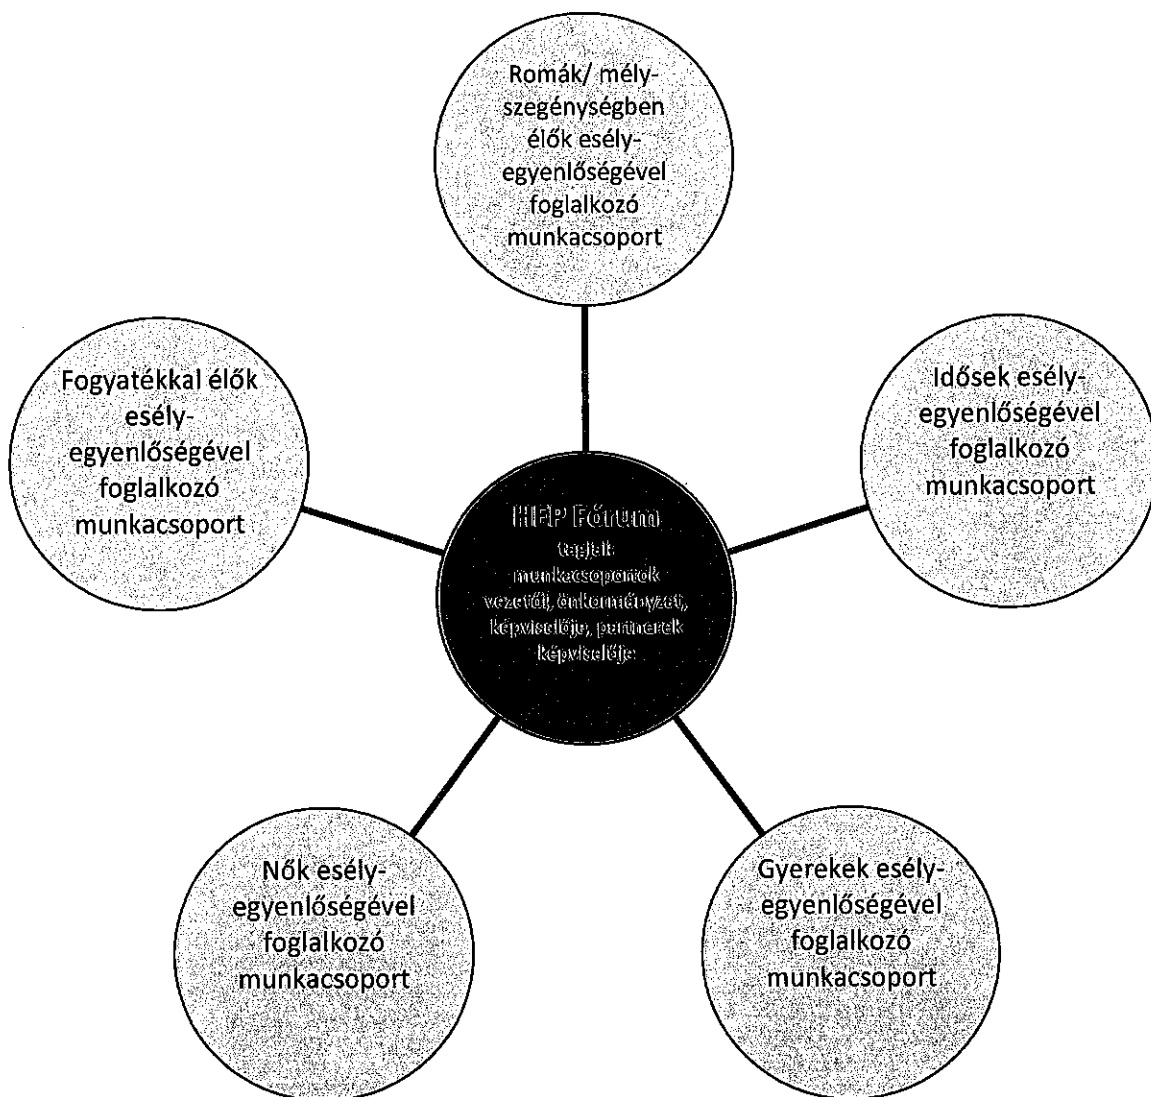 Romák/ mély-
szegénységben
élők esély-
egyenlőségével
foglalkozó
munkacsoport
Fogyatékkal élők
esély-
egyenlőségével
foglalkozó
munkacsoport
Idősek esély-
egyenlőségével
foglalkozó
munkacsoport
HEP Fórum
tagjai:
munkacsoportok
vezetői, önkormányzat,
képviselője, partnerek
képviselője
Nők esély-
egyenlőségével
foglalkozó
munkacsoport
Gyerekek esély-
egyenlőségével
foglalkozó
munkacsoport